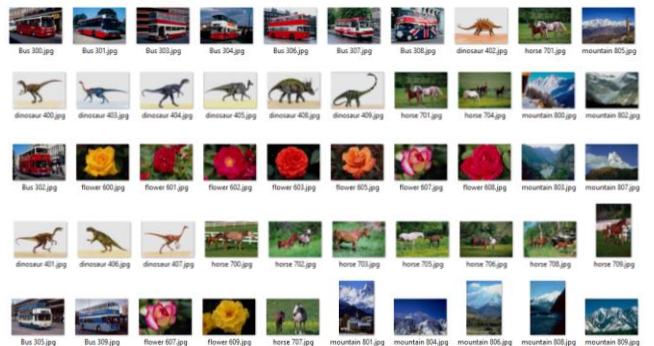 Bus 300.jpg Bus 301.jpg Bus 303.jpg Bus 304.jpg Bus 306.jpg Bus 307.jpg Bus 308.jpg dinosaur 402.jpg horse 701.jpg mountain 805.jpg
dinosaur 400.jpg dinosaur 403.jpg dinosaur 404.jpg dinosaur 405.jpg dinosaur 408.jpg dinosaur 409.jpg horse 701.jpg horse 704.jpg mountain 800.jpg mountain 802.jpg
Bus 302.jpg flower 600.jpg flower 601.jpg flower 602.jpg flower 603.jpg flower 605.jpg flower 607.jpg flower 608.jpg mountain 803.jpg mountain 807.jpg
dinosaur 401.jpg dinosaur 406.jpg dinosaur 407.jpg horse 700.jpg horse 702.jpg horse 703.jpg horse 705.jpg horse 706.jpg horse 708.jpg horse 709.jpg
Bus 305.jpg Bus 309.jpg flower 607.jpg flower 609.jpg horse 707.jpg mountain 801.jpg mountain 804.jpg mountain 806.jpg mountain 808.jpg mountain 809.jpg